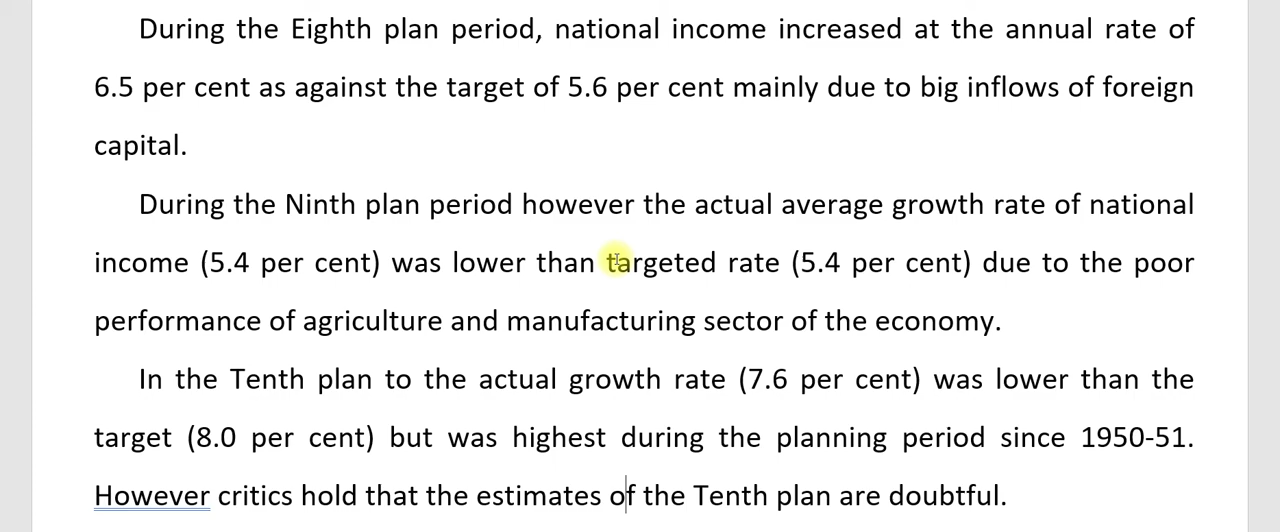 During the Eighth plan period, national income increased at the annual rate of
6.5 per cent as against the target of 5.6 per cent mainly due to big inflows of foreign
capital.
During the Ninth plan period however the actual average growth rate of national
income (5.4 per cent) was lower than targeted rate (5.4 per cent) due to the poor
performance of agriculture and manufacturing sector of the economy.
In the Tenth plan to the actual growth rate (7.6 per cent) was lower than the
target (8.0 per cent) but was highest during the planning period since 1950-51.
However critics hold that the estimates of the Tenth plan are doubtful.